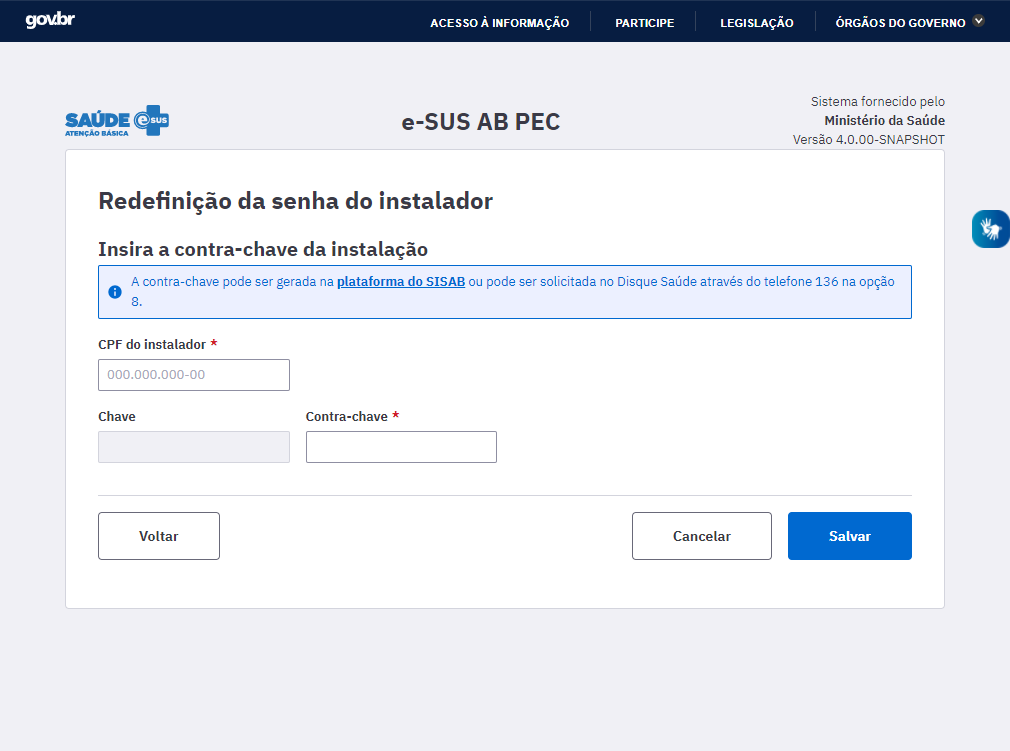 gov.br
ACESSO À INFORMAÇÃO
PARTICIPE
LEGISLAÇÃO
ÓRGÃOS DO GOVERNO
SAÚDE e SUS
ATENÇÃO BÁSICA
e-SUS AB PEC
Sistema fornecido pelo
Ministério da Saúde
Versão 4.0.00-SNAPSHOT
Redefinição da senha do instalador
Insira a contra-chave da instalação
A contra-chave pode ser gerada na plataforma do SISAB ou pode ser solicitada no Disque Saúde através do telefone 136 na opção
8.
CPF do instalador *
000.000.000-00
Chave
Contra-chave *
Voltar
Cancelar
Salvar